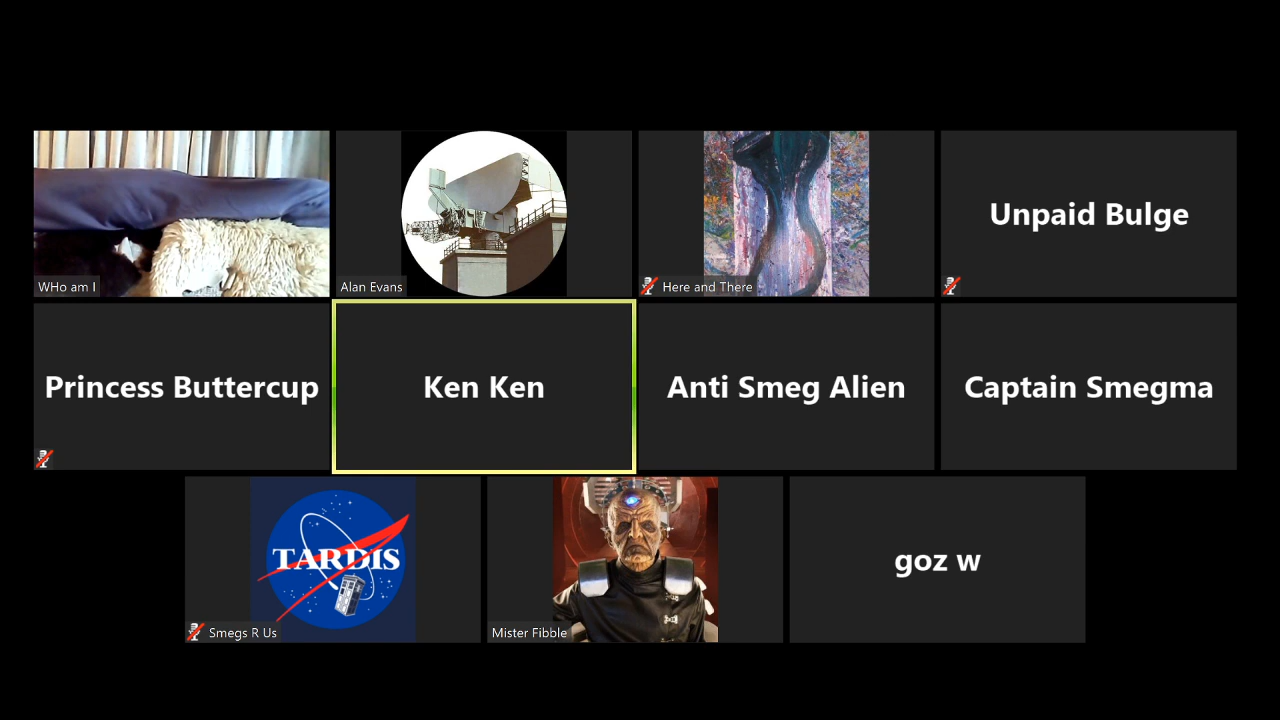 WHo am I
Alan Evans
Here and There
Unpaid Bulge
Princess Buttercup
Ken Ken
Anti Smeg Alien
Captain Smegma
TARDIS
Smegs R Us
Mister Fibble
goz w